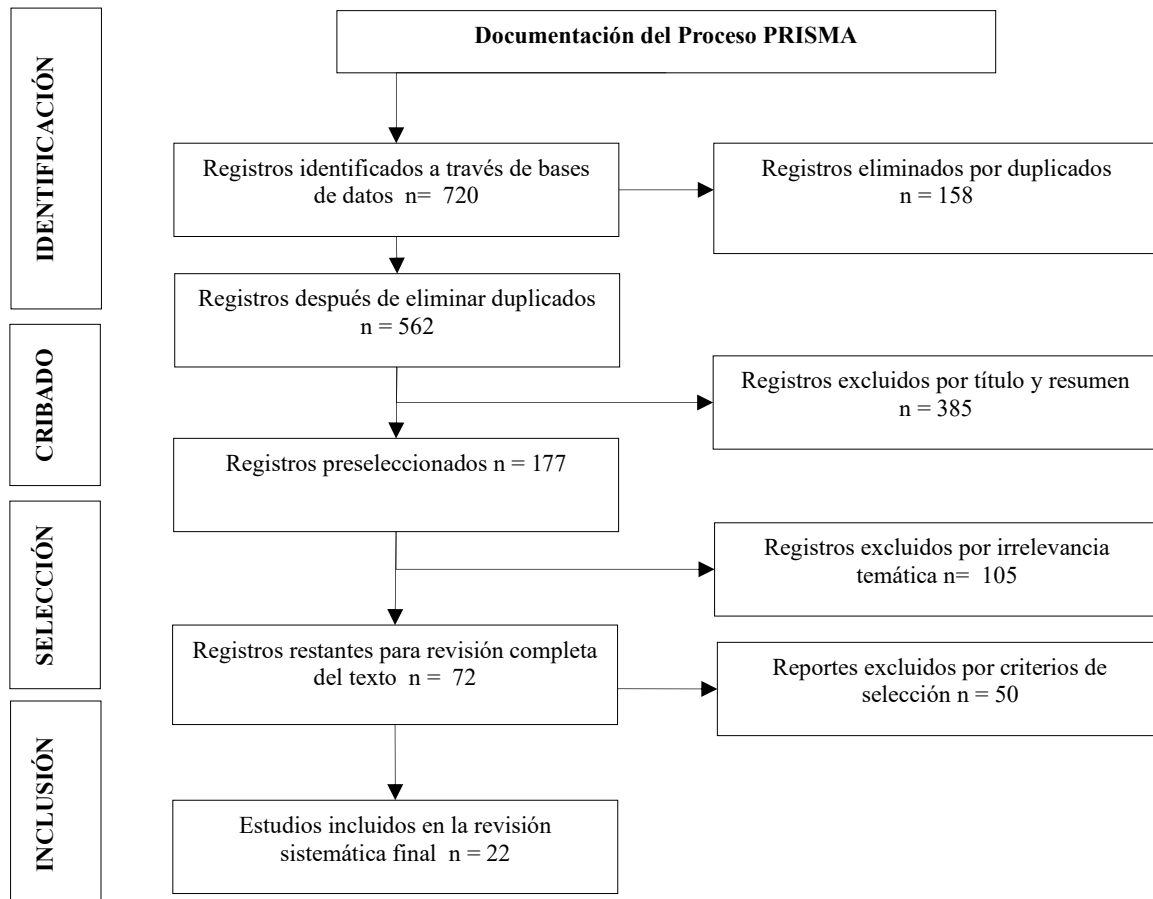 Documentación del Proceso PRISMA
IDENTIFICACIÓN
Registros identificados a través de bases
de datos n= 720
Registros eliminados por duplicados
n = 158
Registros después de eliminar duplicados
n = 562
CRIBADO
Registros excluidos por título y resumen
n = 385
Registros preseleccionados n = 177
SELECCIÓN
Registros excluidos por irrelevancia
temática n= 105
Registros restantes para revisión completa
del texto n = 72
Reportes excluidos por criterios de
selección n = 50
INCLUSIÓN
Estudios incluidos en la revisión
sistemática final n = 22